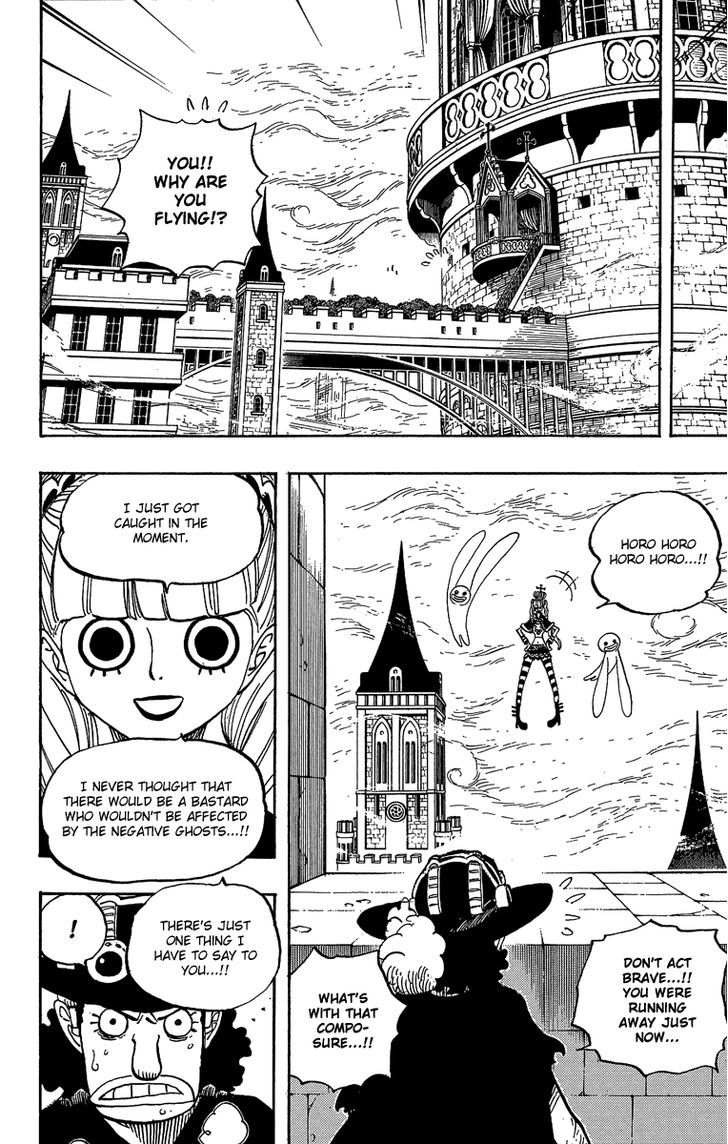 YOU!!
WHY ARE
YOU
FLYING!?
HORO HORO
HORO HORO...!!
DON'T ACT
BRAVE...!!
YOU WERE
RUNNING
AWAY JUST
NOW...
WHAT'S
WITH THAT
COMPO-
SURE...!!
I JUST GOT
CAUGHT IN THE
MOMENT.
I NEVER THOUGHT THAT
THERE WOULD BE A BASTARD
WHO WOULDN'T BE AFFECTED
BY THE NEGATIVE GHOSTS...!!
THERE'S JUST
ONE THING I
HAVE TO SAY TO
YOU...!!
!